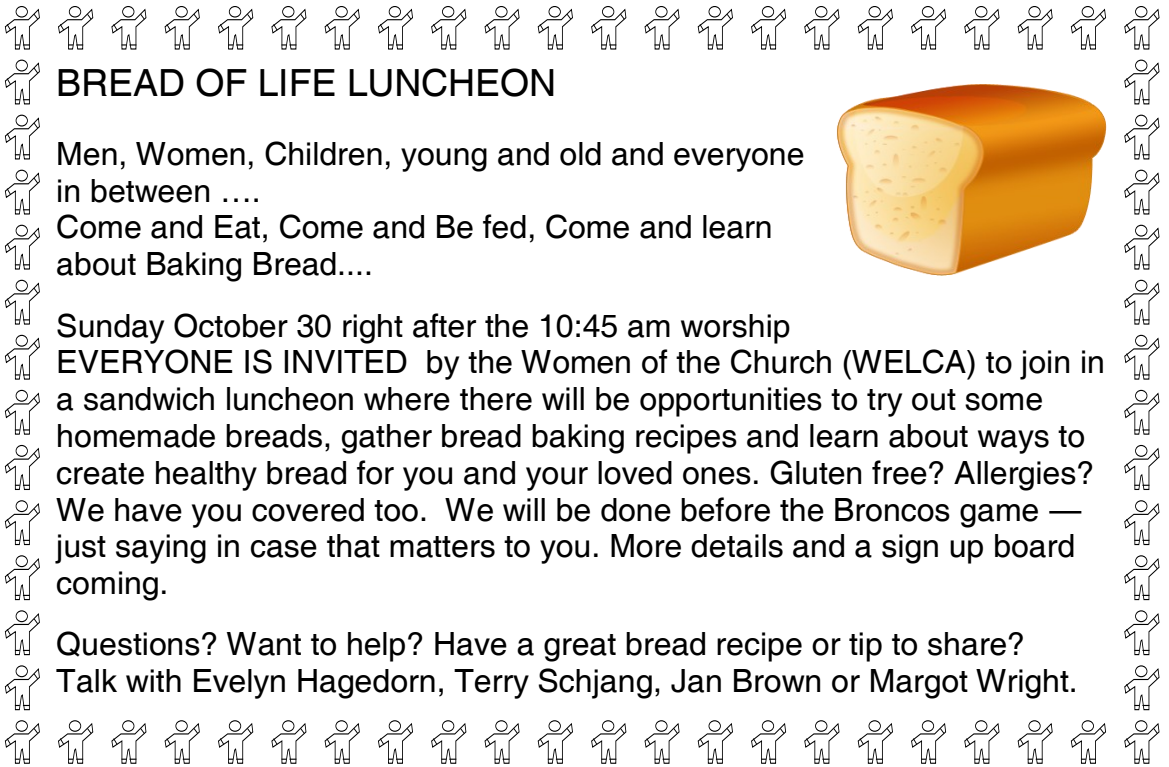 BREAD OF LIFE LUNCHEON
Men, Women, Children, young and old and everyone
in between ….
Come and Eat, Come and Be fed, Come and learn
about Baking Bread....
Sunday October 30 right after the 10:45 am worship
EVERYONE IS INVITED  by the Women of the Church (WELCA) to join in
a sandwich luncheon where there will be opportunities to try out some
homemade breads, gather bread baking recipes and learn about ways to
create healthy bread for you and your loved ones. Gluten free? Allergies?
We have you covered too.  We will be done before the Broncos game —
just saying in case that matters to you. More details and a sign up board
coming.
Questions? Want to help? Have a great bread recipe or tip to share?
Talk with Evelyn Hagedorn, Terry Schjang, Jan Brown or Margot Wright.